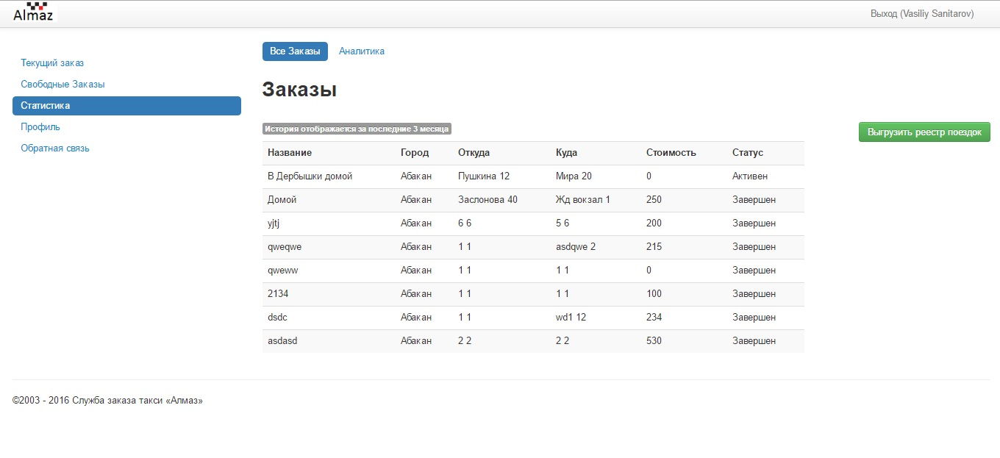 Almaz
Выход (Vasiliy Sanitarov)
Текущий заказ
Свободные Заказы
Статистика
Профиль
Обратная связь
Все Заказы Аналитика
Заказы
История отображается за последние 3 месяца
Выгрузить реестр поездок
Название Город Откуда Куда Стоимость Статус
В Дербышки домой Абакан Пушкина 12 Мира 20 0 Активен
Домой Абакан Заслонова 40 Жд вокзал 1 250 Завершен
yjtj Абакан 6 6 5 6 200 Завершен
qweqwe Абакан 1 1 asdqwe 2 215 Завершен
qweww Абакан 1 1 1 1 0 Завершен
2134 Абакан 1 1 1 1 100 Завершен
dsdc Абакан 1 1 wd1 12 234 Завершен
asdasd Абакан 2 2 2 2 530 Завершен
©2003 - 2016 Служба заказа такси «Алмаз»